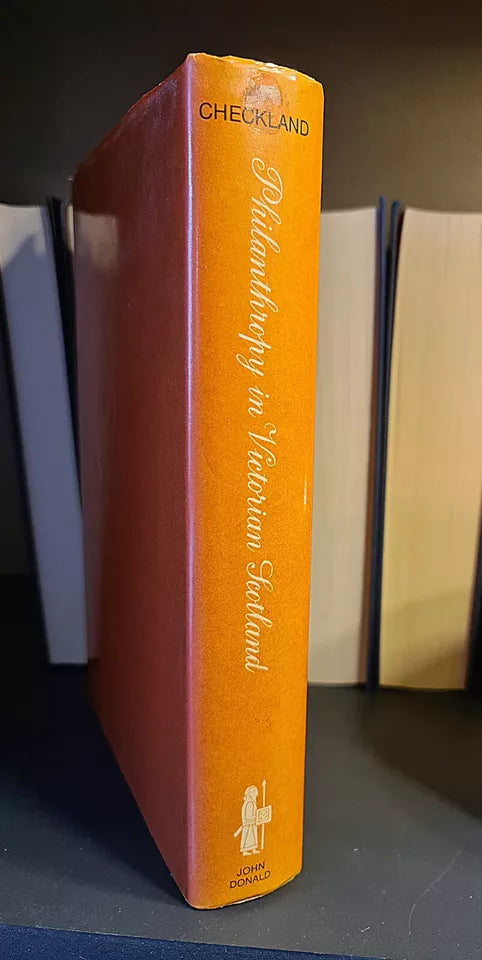 CHECKLAND
Philanthropy in Victorian Scotland
JOHN
DONALD